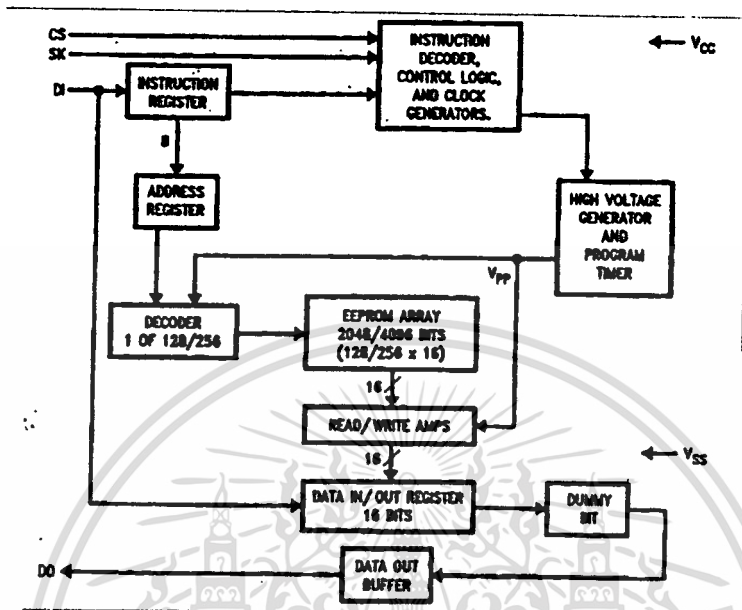 CS
SK
DI
INSTRUCTION
REGISTER
INSTRUCTION
DECODER,
CONTROL LOGIC,
AND CLOCK
GENERATORS.
VCC
8
ADDRESS
REGISTER
HIGH VOLTAGE
GENERATOR
AND
PROGRAM
TIMER
VPP
DECODER
1 OF 128/256
EEPROM ARRAY
2048/4096 BITS
(128/256 x 16)
16
READ/WRITE AMPS
16
VSS
DATA IN/OUT REGISTER
16 BITS
DUMMY
BIT
DO
DATA OUT
BUFFER